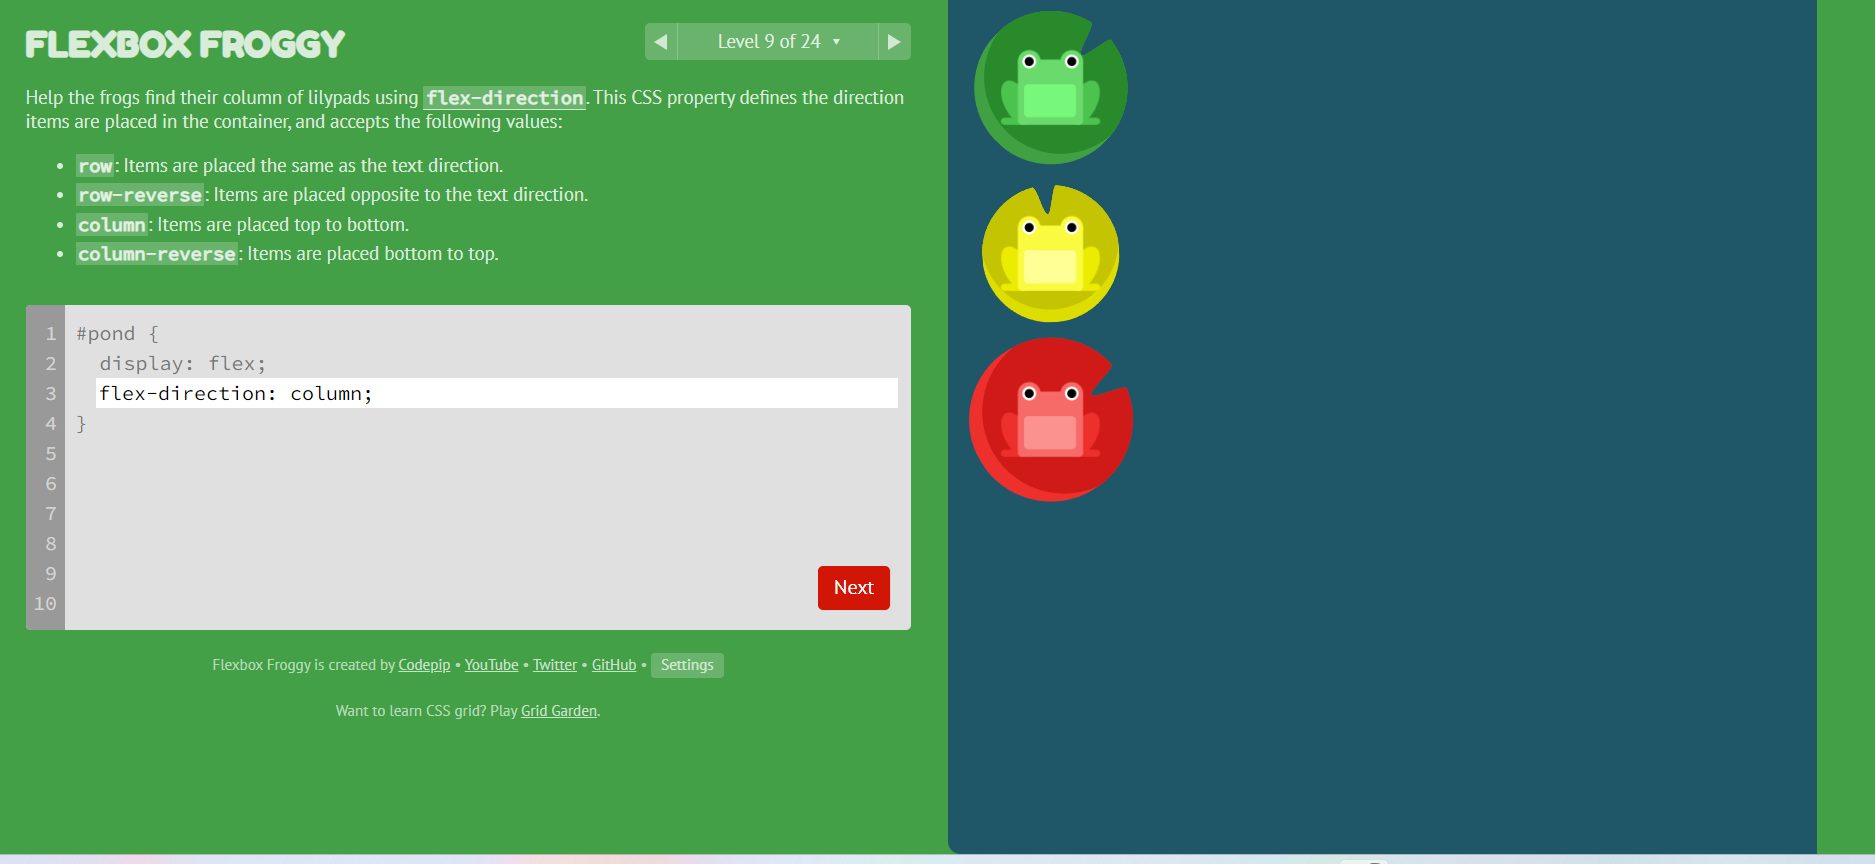 FLEXBOX FROGGY
Level 9 of 24
Help the frogs find their column of lilypads using flex-direction. This CSS property defines the direction
items are placed in the container, and accepts the following values:
• row: Items are placed the same as the text direction.
• row-reverse: Items are placed opposite to the text direction.
• column: Items are placed top to bottom.
• column-reverse: Items are placed bottom to top.
1 #pond {
2 display: flex;
3 flex-direction: column;
4 }
5
6
7
8
9
10
Next
Flexbox Froggy is created by Codepip • YouTube • Twitter • GitHub • Settings
Want to learn CSS grid? Play Grid Garden.